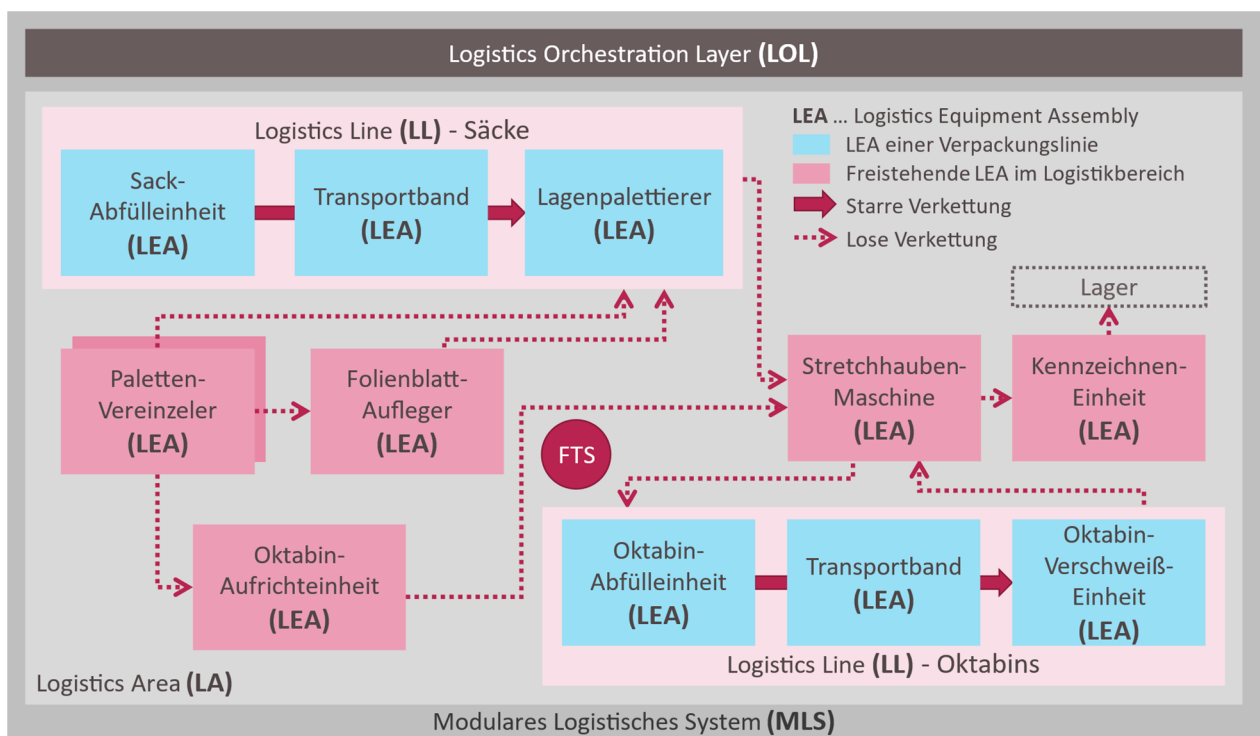 Logistics Orchestration Layer (LOL)
Logistics Line (LL) - Säcke
Sack-
Abfülleinheit
(LEA)
Transportband
(LEA)
Lagenpalettierer
(LEA)
LEA ... Logistics Equipment Assembly
LEA einer Verpackungslinie
Freistehende LEA im Logistikbereich
Starre Verkettung
Lose Verkettung
Lager
Paletten-
Vereinzeler
(LEA)
Folienblatt-
Aufleger
(LEA)
Stretchhauben-
Maschine
(LEA)
Kennzeichnen-
Einheit
(LEA)
FTS
Oktabin-
Aufrichteinheit
(LEA)
Oktabin-
Abfülleinheit
(LEA)
Transportband
(LEA)
Oktabin-
Verschweiß-
Einheit
(LEA)
Logistics Line (LL) - Oktabins
Logistics Area (LA)
Modulares Logistisches System (MLS)